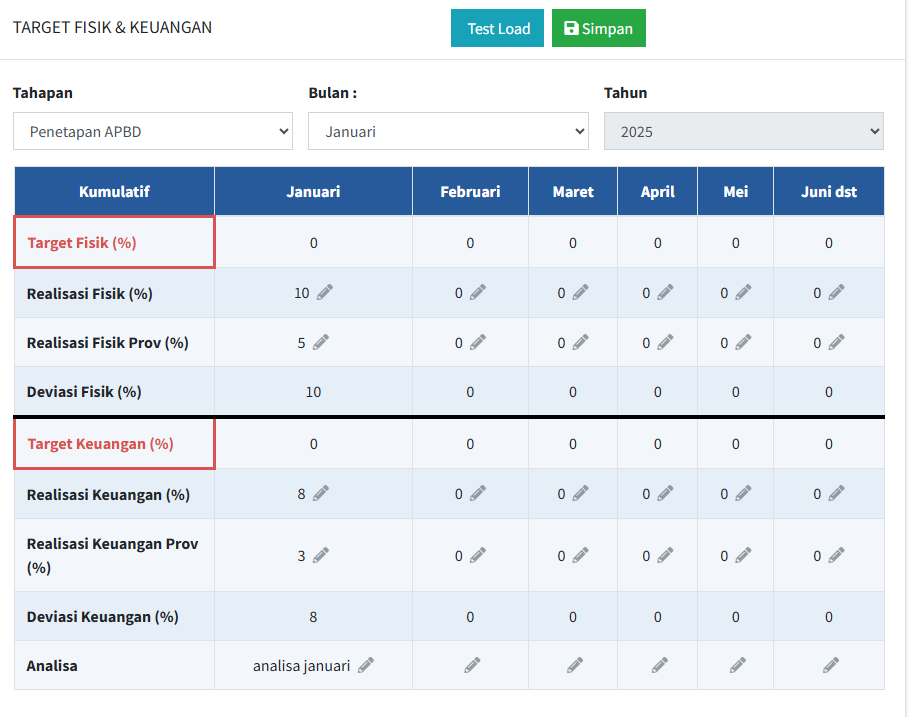 TARGET FISIK & KEUANGAN
Test Load
Simpan
Tahapan Bulan : Tahun
Penetapan APBD Januari 2025
Kumulatif Januari Februari Maret April Mei Juni dst
Target Fisik (%) 0 0 0 0 0 0
Realisasi Fisik (%) 10 0 0 0 0 0
Realisasi Fisik Prov (%) 5 0 0 0 0 0
Deviasi Fisik (%) 10 0 0 0 0 0
Target Keuangan (%) 0 0 0 0 0 0
Realisasi Keuangan (%) 8 0 0 0 0 0
Realisasi Keuangan Prov
(%) 3 0 0 0 0 0
Deviasi Keuangan (%) 8 0 0 0 0 0
Analisa analisa januari